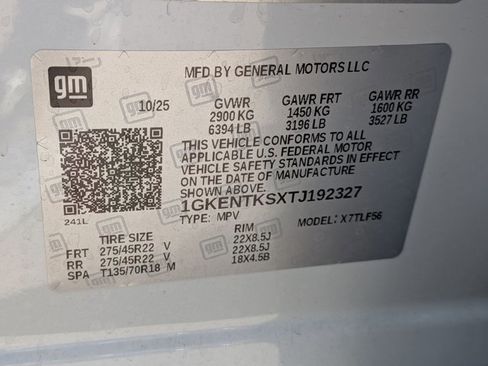 MFD BY GENERAL MOTORS LLC
gm
10/25
GVWR GAWR FRT GAWR RR
2900 KG 1450 KG 1600 KG
6394 LB 3196 LB 3527 LB
THIS VEHICLE CONFORMS TO ALL
APPLICABLE U.S. FEDERAL MOTOR
VEHICLE SAFETY STANDARDS IN EFFECT
ON THE DATE OF MANUFACTURE
SHOWN ABOVE.
1GKENTKSXTJ192327
241L
TYPE: MPV MODEL: X7TLF56
TIRE SIZE RIM
FRT 275/45R22 V 22X8.5J
RR 275/45R22 V 22X8.5J
SPA T135/70R18 M 18X4.5B